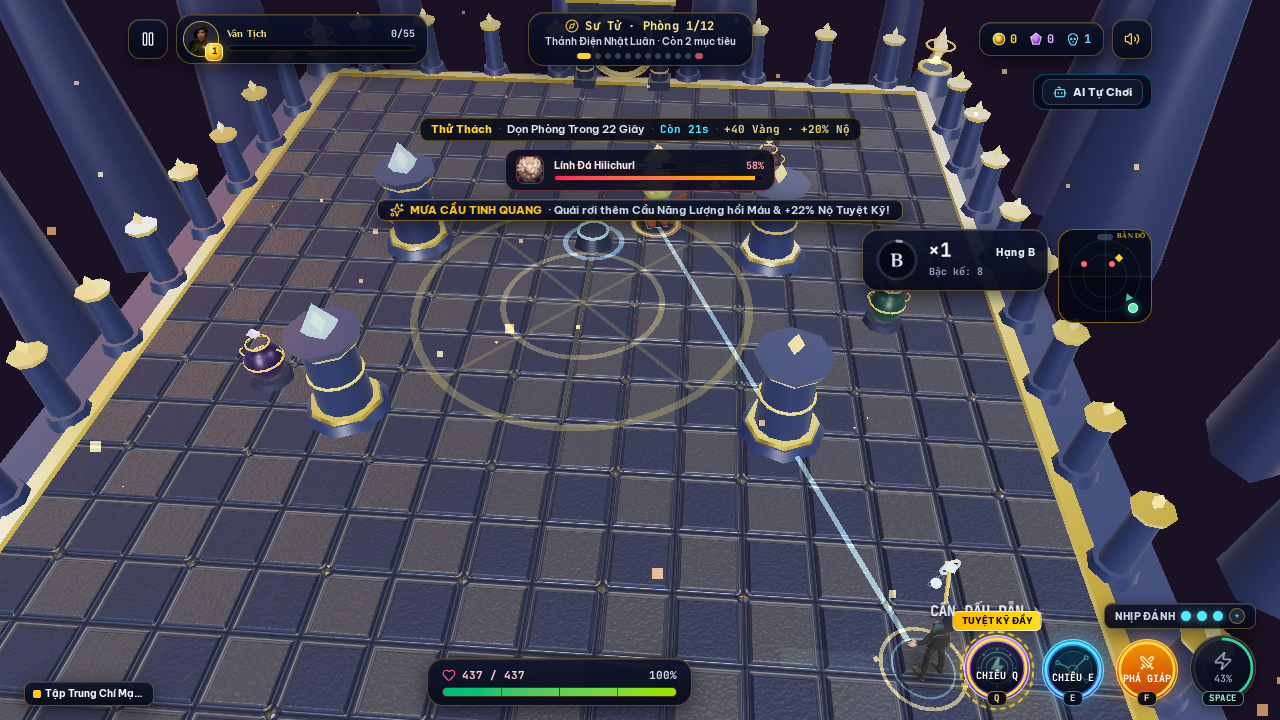 Vân Tịch
0/55
1
Sư Tử · Phòng 1/12
Thánh Điện Nhật Luân · Còn 2 mục tiêu
0
0
1
AI Tự Chơi
Thử Thách · Dọn Phòng Trong 22 Giây · Còn 21s · +40 Vàng · +20% Nộ
Lính Đá Hilichurl
58%
MƯA CẦU TINH QUANG · Quái rơi thêm Cầu Năng Lượng hồi Máu & +22% Nộ Tuyệt Kỹ!
B
×1
Hạng B
Bậc kế: 8
BẢN ĐỒ
NHỊP ĐÁNH
TUYỆT KỸ ĐẦY
CHIÊU Q
Q
CHIÊU E
E
PHÁ GIÁP
F
43%
SPACE
437 / 437
100%
Tập Trung Chí Mạ...